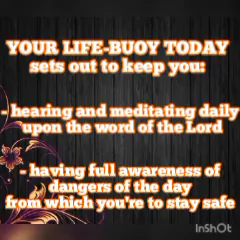 YOUR LIFE-BUOY TODAY
sets out to keep you:
- hearing and meditating daily
upon the word of the Lord
- having full awareness of
dangers of the day
from which you're to stay safe
InShOt